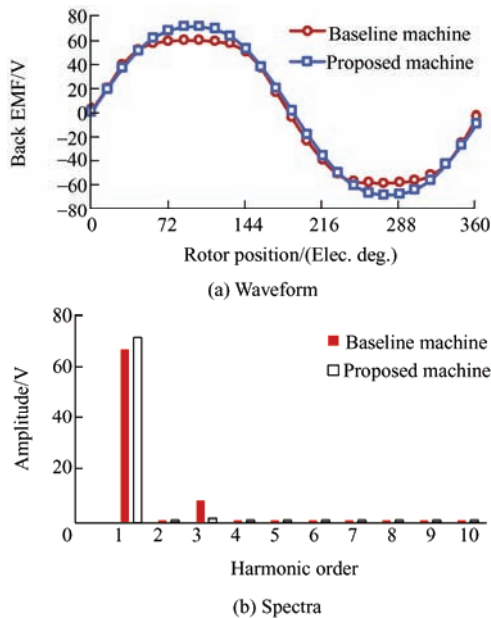 80
60
40
20
0
−20
−40
−60
−80
Back EMF/V
Baseline machine
Proposed machine
0 72 144 216 288 360
Rotor position/(Elec. deg.)
(a) Waveform
80
60
40
20
0
Amplitude/V
Baseline machine
Proposed machine
1 2 3 4 5 6 7 8 9 10
Harmonic order
(b) Spectra